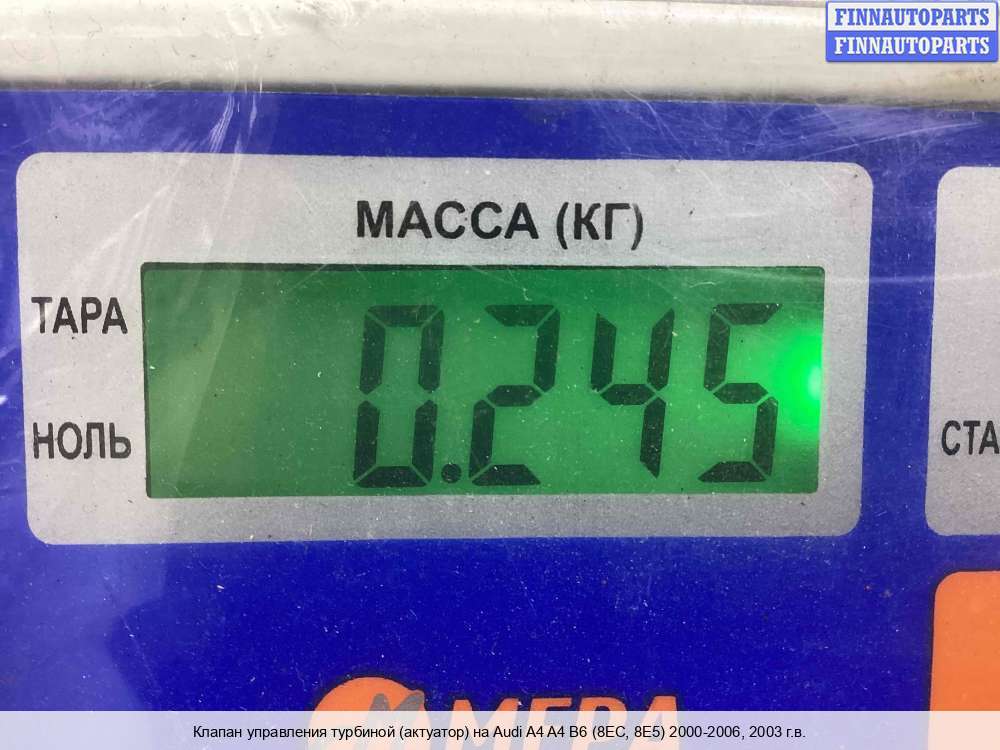 FINNAUTOPARTS
FINNAUTOPARTS
МАССА (КГ)
ТАРА
0.245
НОЛЬ
СТА
МЕРА
Клапан управления турбиной (актуатор) на Audi A4 A4 B6 (8EC, 8E5) 2000-2006, 2003 г.в.